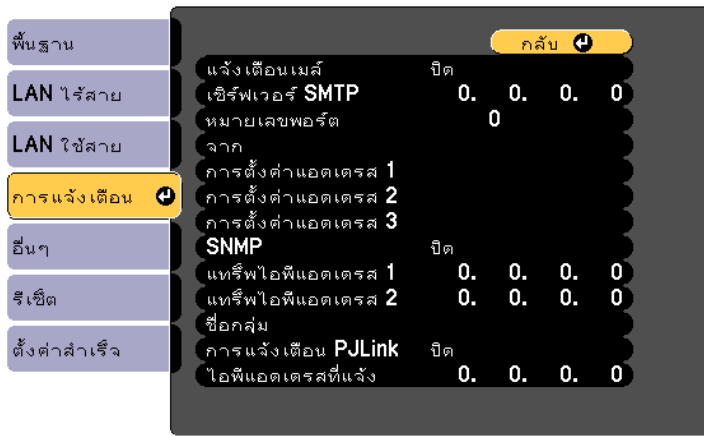 พื้นฐาน
LAN ไร้สาย
LAN ใช้สาย
การแจ้งเตือน
อื่นๆ
รีเซ็ต
ตั้งค่าสำเร็จ
กลับ
แจ้งเตือนเมล์ ปิด
เซิร์ฟเวอร์ SMTP 0. 0. 0. 0
หมายเลขพอร์ต 0
จาก
การตั้งค่าแอดเดรส 1
การตั้งค่าแอดเดรส 2
การตั้งค่าแอดเดรส 3
SNMP ปิด
แทร็พไอพีแอดเดรส 1 0. 0. 0. 0
แทร็พไอพีแอดเดรส 2 0. 0. 0. 0
ชื่อกลุ่ม
การแจ้งเตือน PJLink ปิด
ไอพีแอดเดรสที่แจ้ง 0. 0. 0. 0